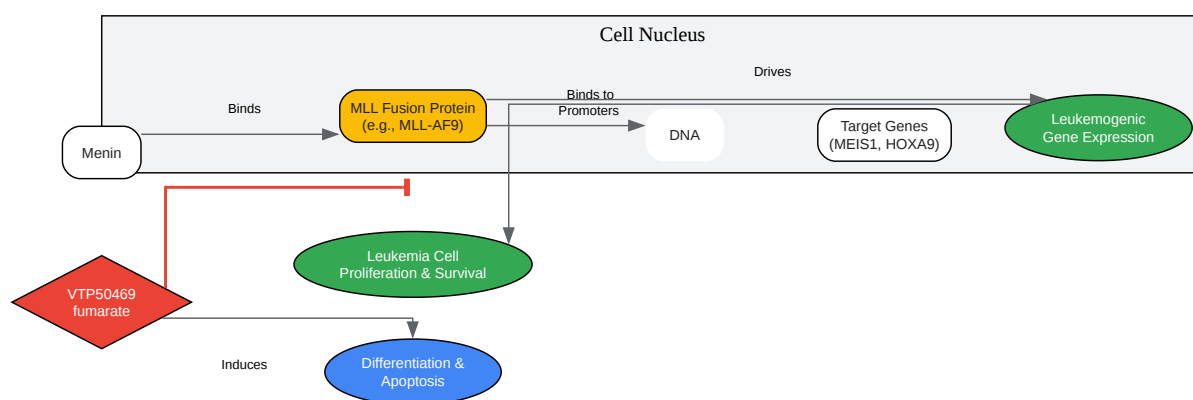 Cell Nucleus
Drives
Binds to
Promoters
Binds
MLL Fusion Protein
(e.g., MLL-AF9)
Menin
DNA
Target Genes
(MEIS1, HOXA9)
Leukemogenic
Gene Expression
Leukemia Cell
Proliferation & Survival
VTP50469
fumarate
Induces
Differentiation &
Apoptosis